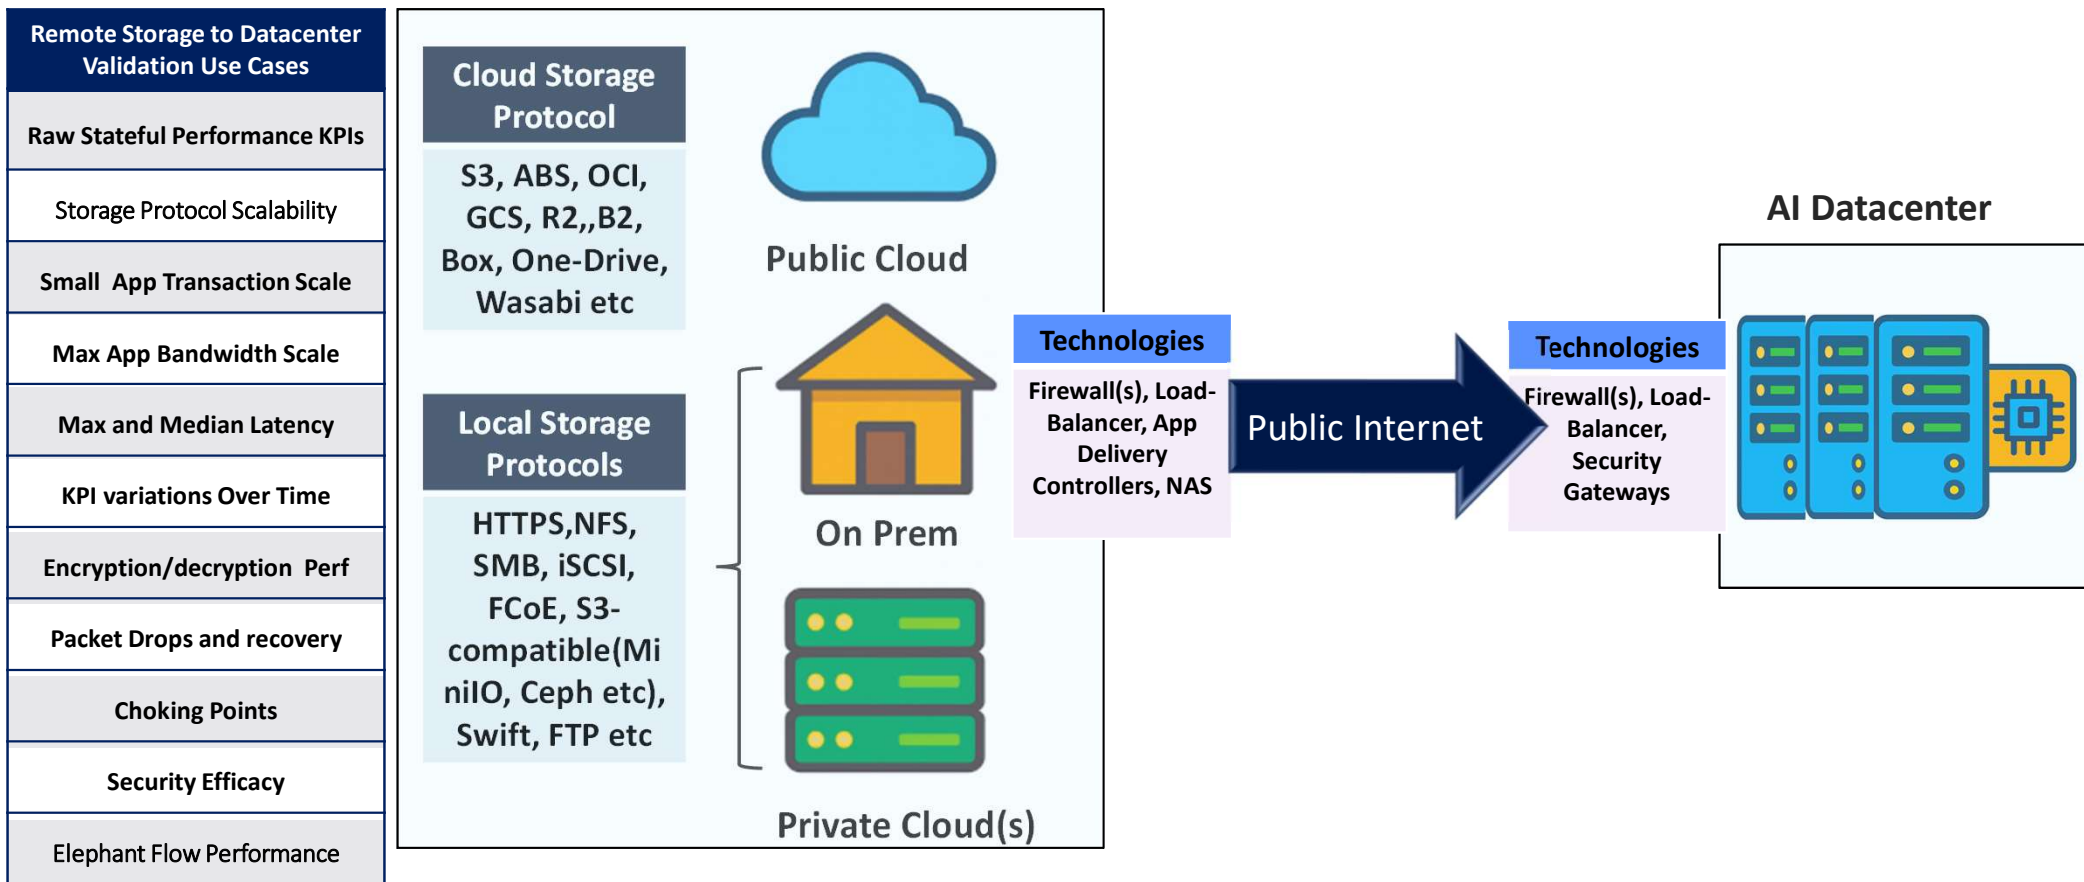 Remote Storage to Datacenter
Validation Use Cases
Raw Stateful Performance KPIs
Storage Protocol Scalability
Small App Transaction Scale
Max App Bandwidth Scale
Max and Median Latency
KPI variations Over Time
Encryption/decryption Perf
Packet Drops and recovery
Choking Points
Security Efficacy
Elephant Flow Performance
Cloud Storage
Protocol
S3, ABS, OCI,
GCS, R2,,B2,
Box, One-Drive,
Wasabi etc
Local Storage
Protocols
HTTPS,NFS,
SMB, iSCSI,
FCoE, S3-
compatible(Mi
niIO, Ceph etc),
Swift, FTP etc
Public Cloud
On Prem
Private Cloud(s)
Technologies
Firewall(s), Load-
Balancer, App
Delivery
Controllers, NAS
Public Internet
Technologies
Firewall(s), Load-
Balancer,
Security
Gateways
AI Datacenter